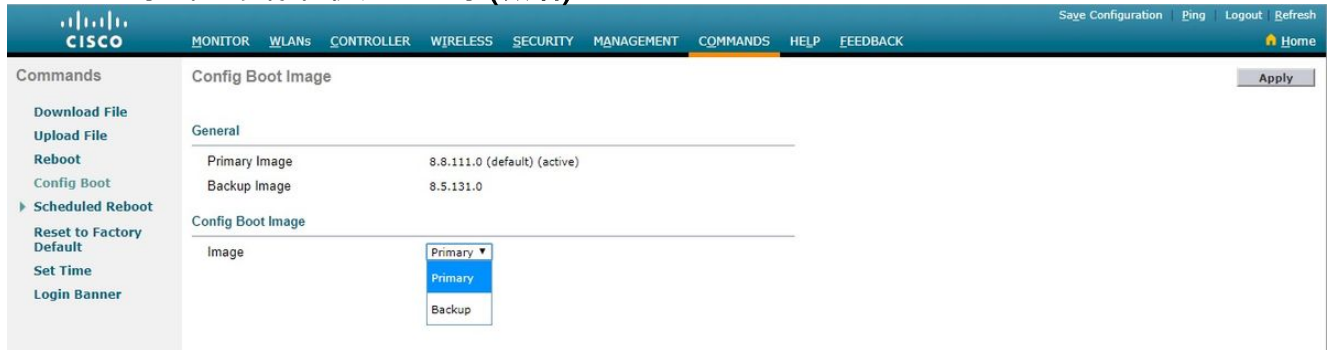 Save Configuration | Ping | Logout | Refresh
CISCO MONITOR WLANs CONTROLLER WIRELESS SECURITY MANAGEMENT COMMANDS HELP FEEDBACK Home
Commands
Download File
Upload File
Reboot
Config Boot
Scheduled Reboot
Reset to Factory
Default
Set Time
Login Banner
Config Boot Image
Apply
General
Primary Image 8.8.111.0 (default) (active)
Backup Image 8.5.131.0
Config Boot Image
Image Primary
Primary
Backup